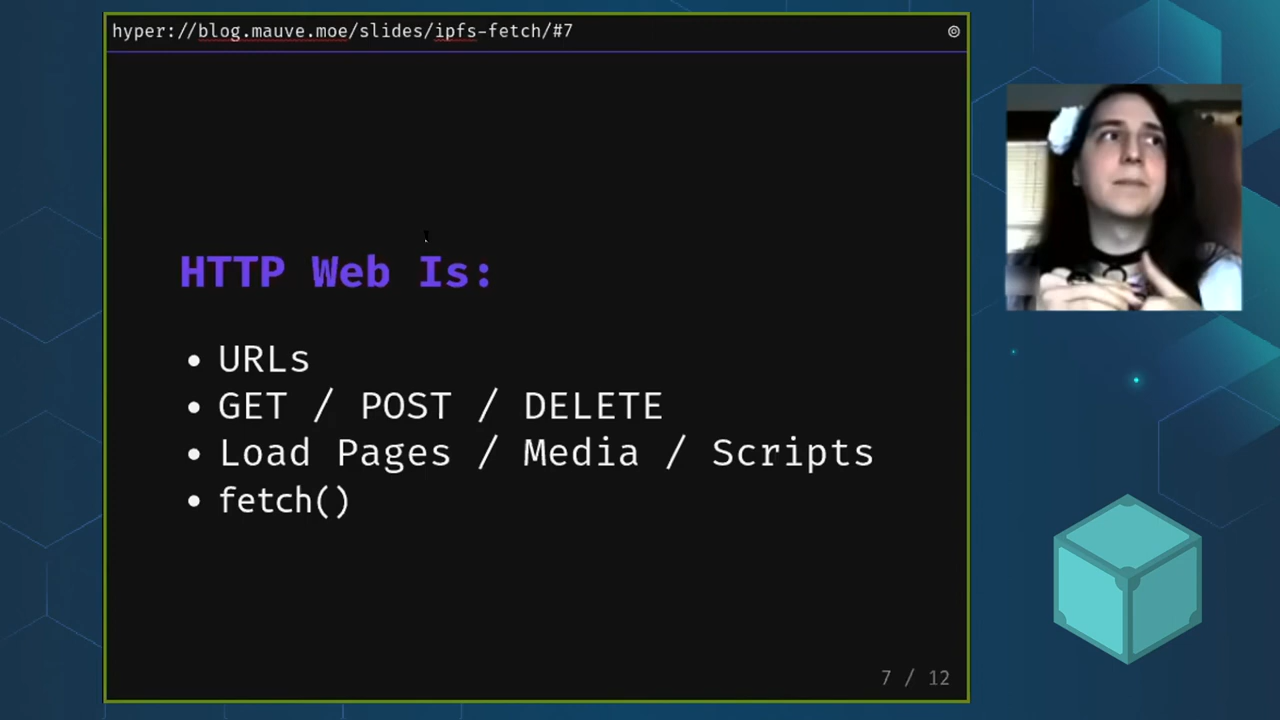 hyper://blog.mauve.moe/slides/ipfs-fetch/#7
HTTP Web Is:
• URLs
• GET / POST / DELETE
• Load Pages / Media / Scripts
• fetch()
7 / 12